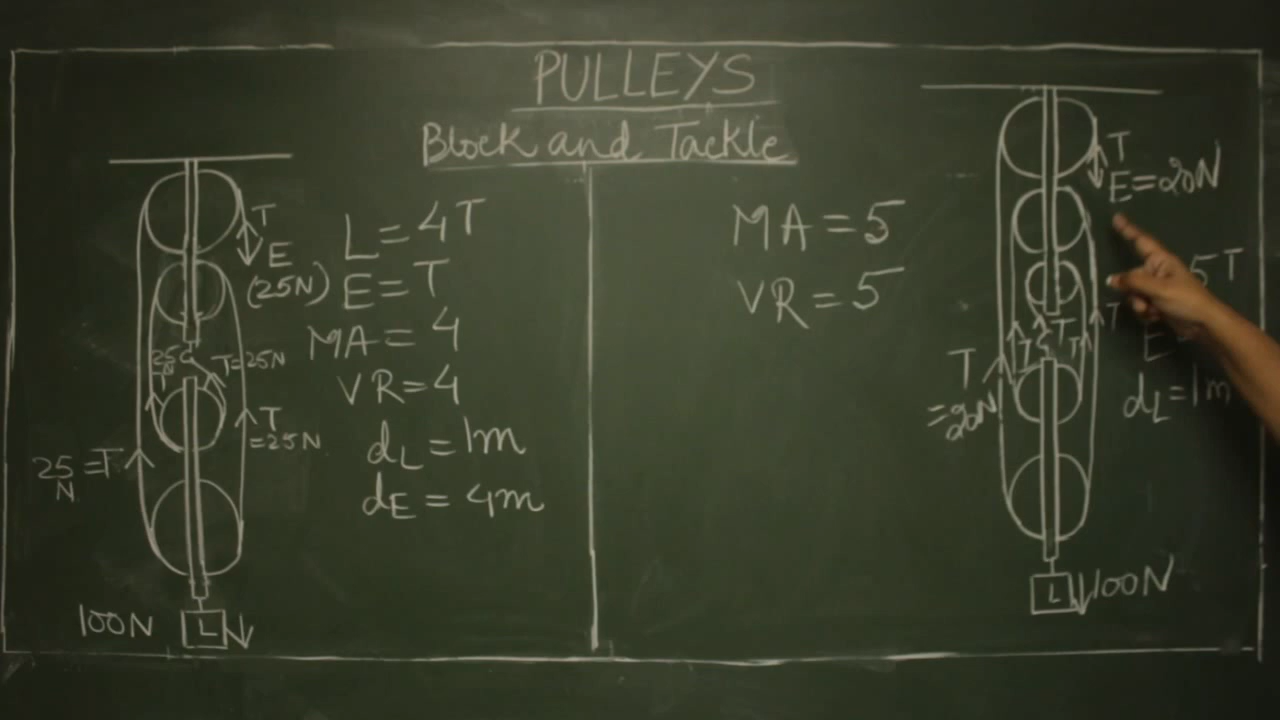 PULLEYS
Block and Tackle
T
E
(25N)
L = 4T
E = T
MA = 4
VR = 4
dL = 1m
dE = 4m
25
N
T
T = 25N
T
= 25N
25
N
= T
100N
L
MA = 5
VR = 5
T
E = 20N
5T
T
E
dL = 1m
T
= 20N
T
T
T
L
100N